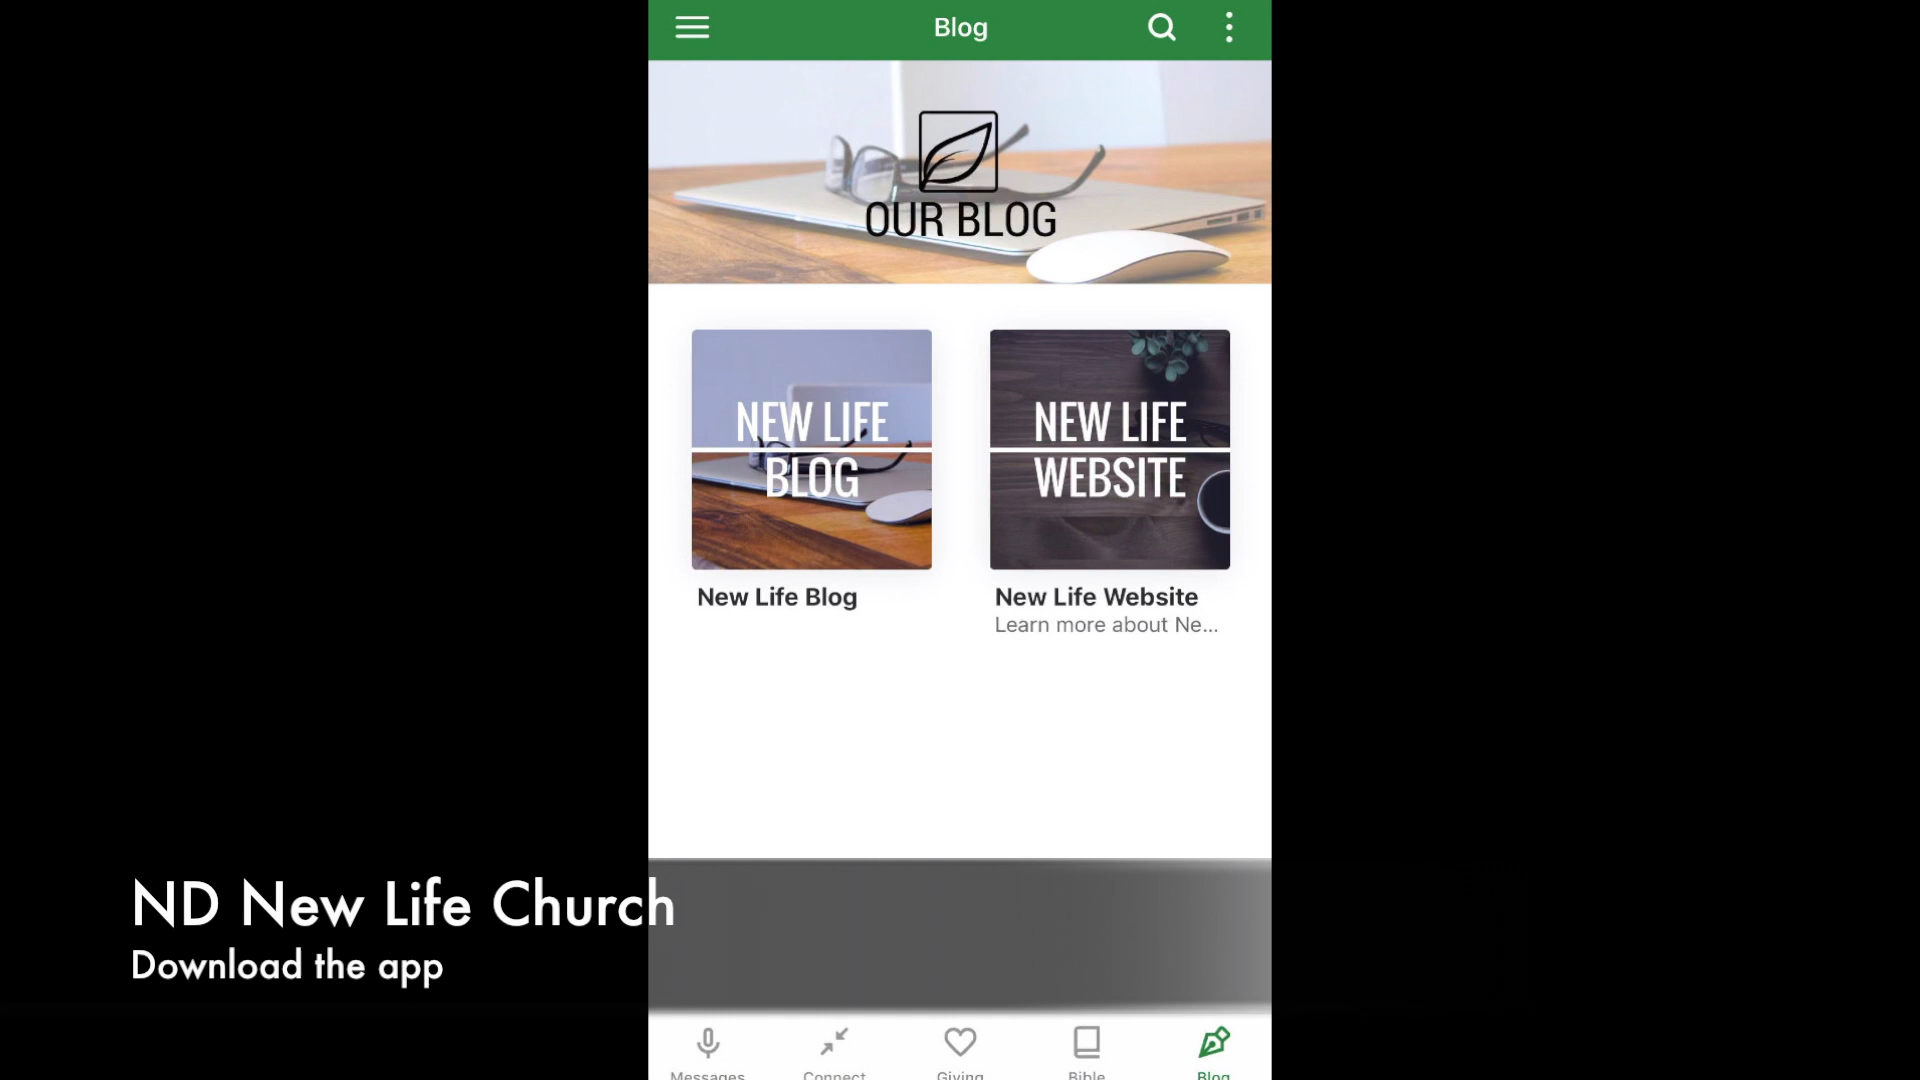 Blog
OUR BLOG
NEW LIFE
BLOG
NEW LIFE
WEBSITE
New Life Blog
New Life Website
Learn more about Ne...
ND New Life Church
Download the app
Messages
Connect
Giving
Bible
Blog